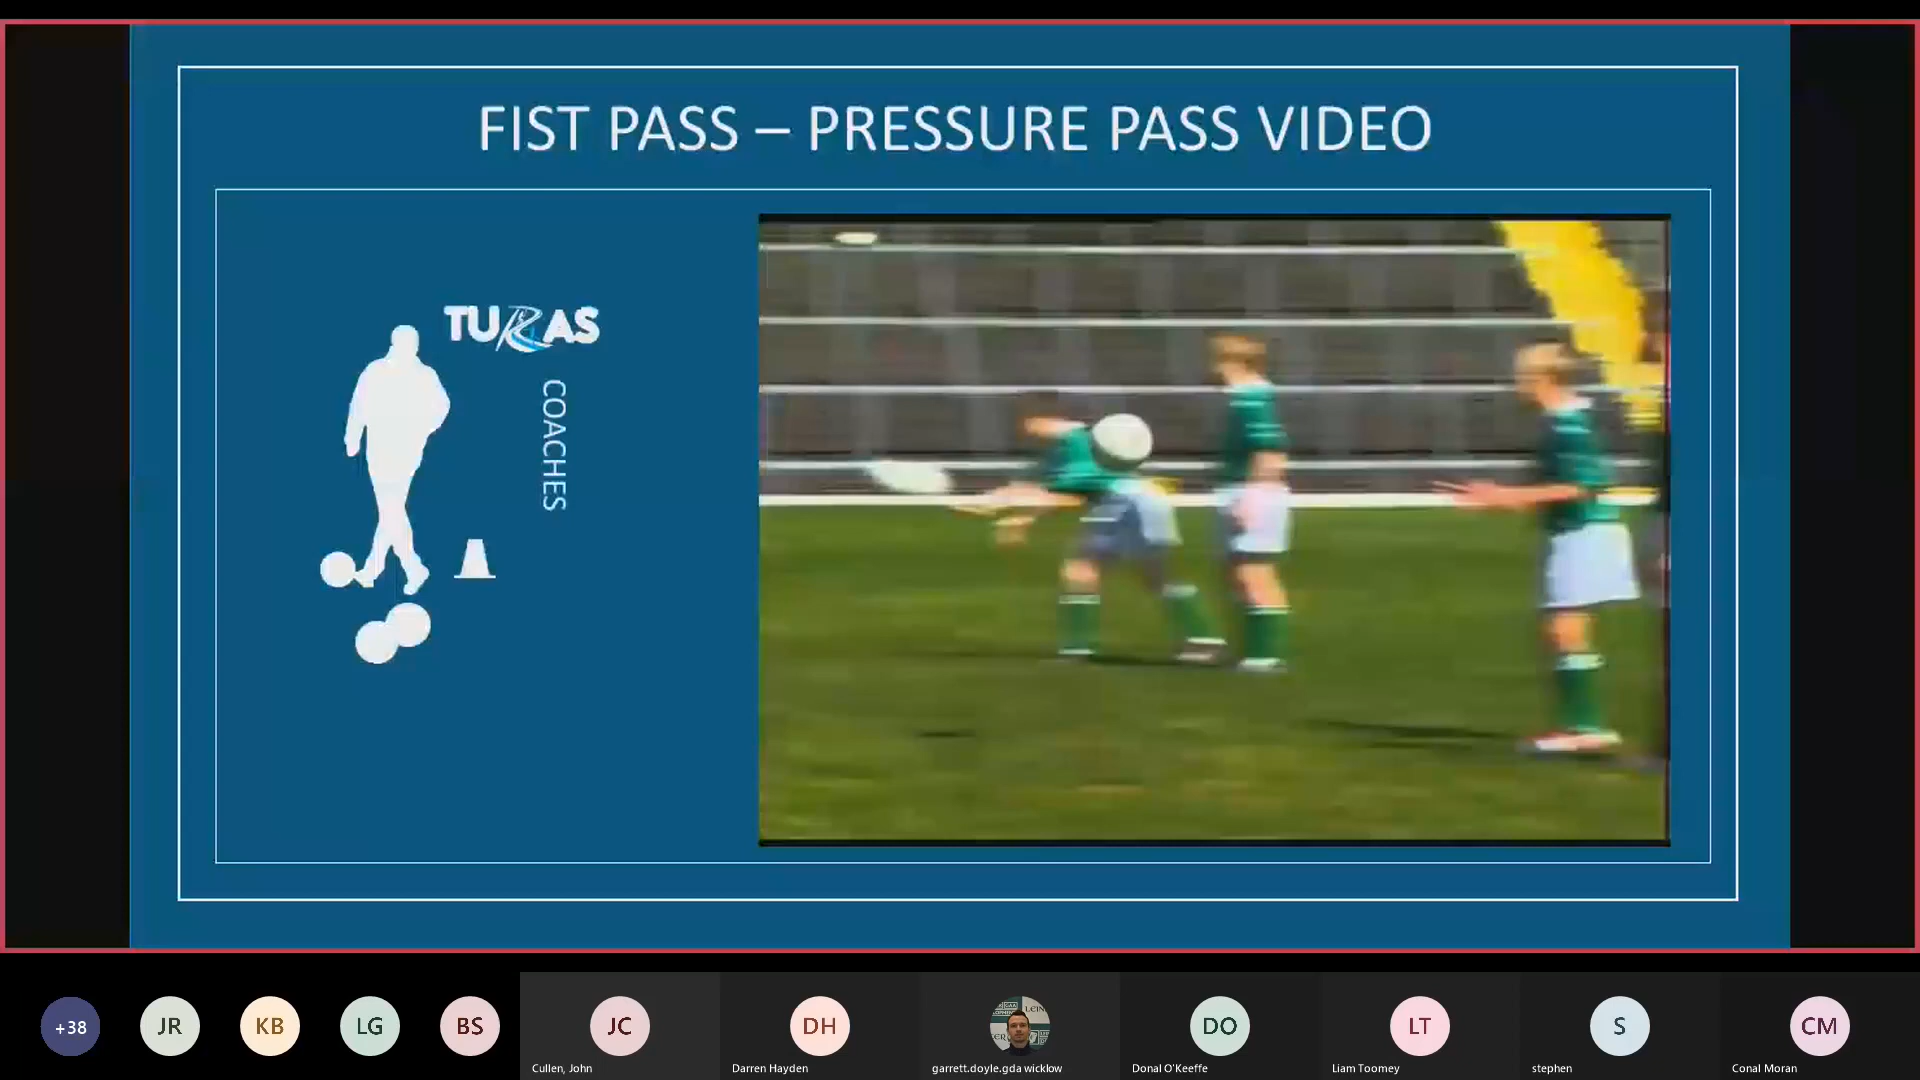 FIST PASS – PRESSURE PASS VIDEO
TURAS
COACHES
+38
JR
KB
LG
BS
JC
DH
DO
LT
S
CM
Cullen, John
Darren Hayden
garrett.doyle.gda wicklow
Donal O'Keeffe
Liam Toomey
stephen
Conal Moran